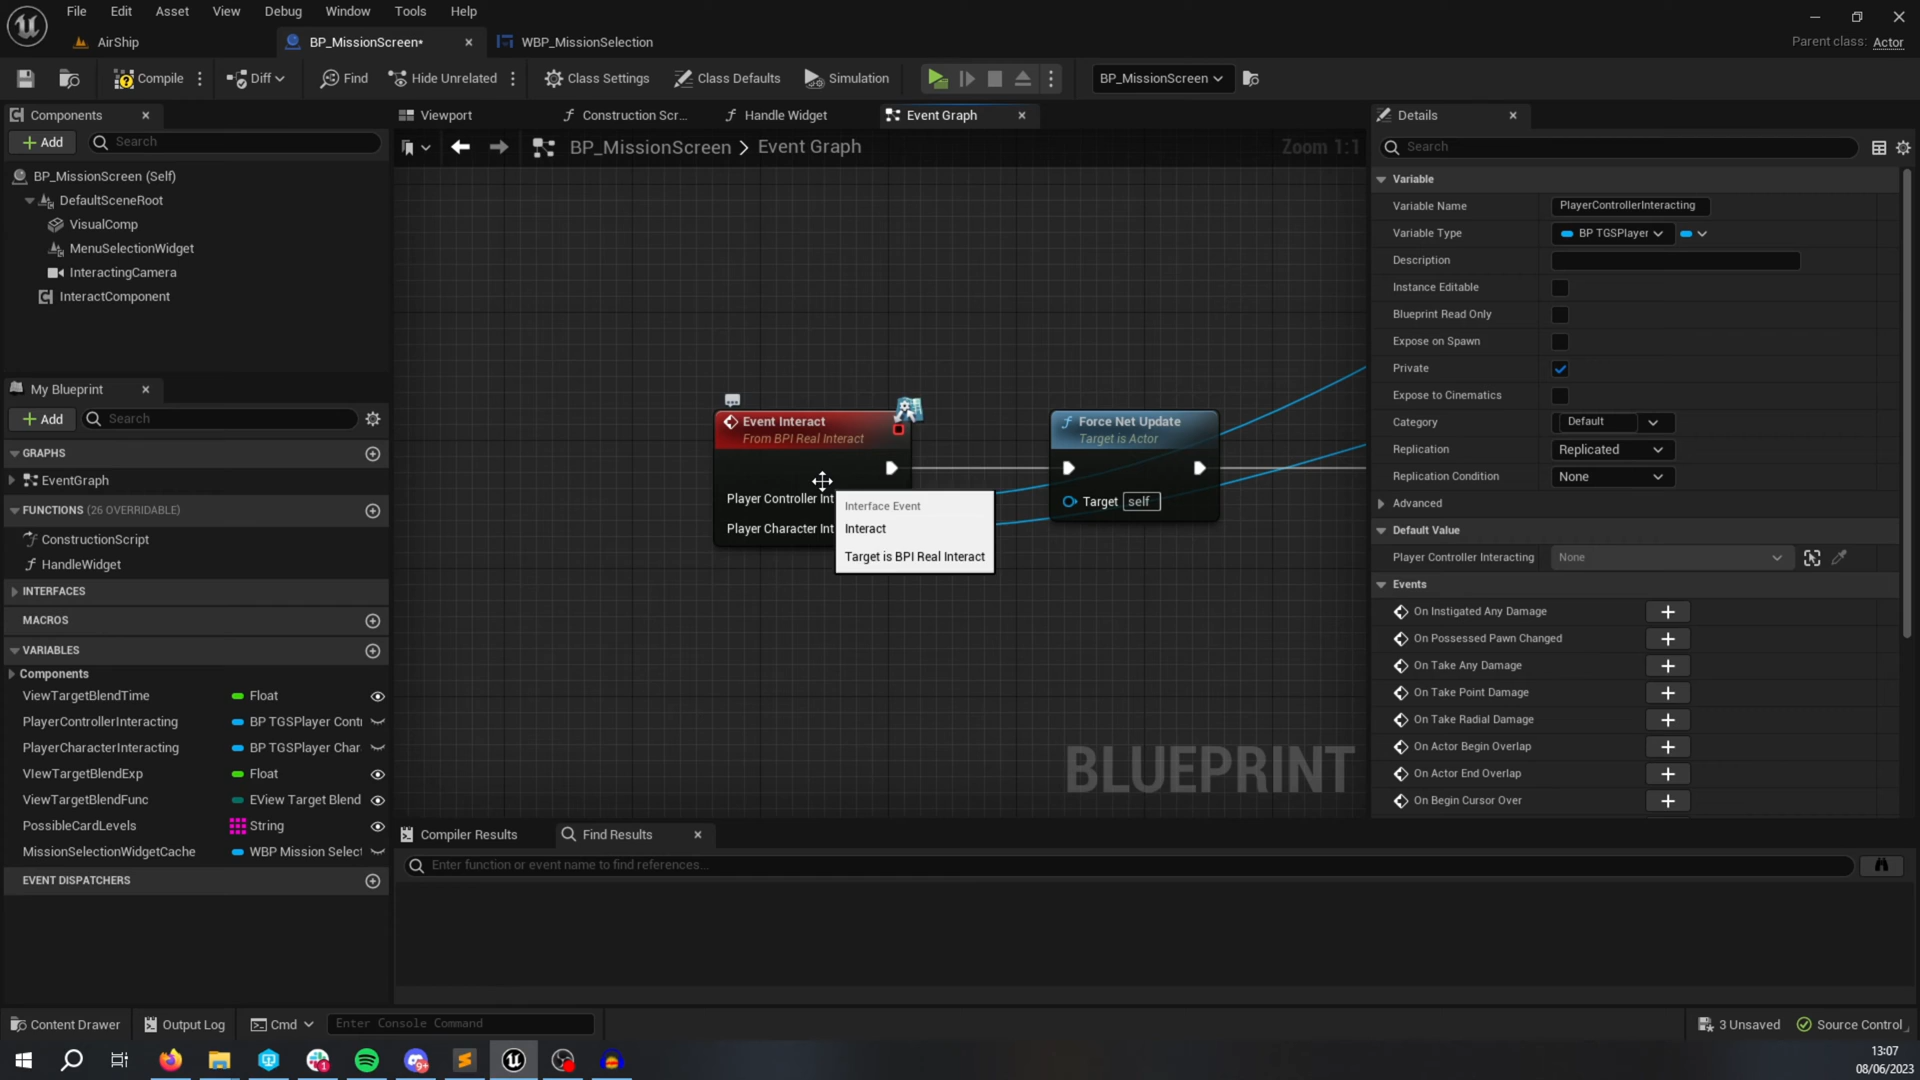 File Edit Asset View Debug Window Tools Help
AirShip BP_MissionScreen* WBP_MissionSelection
Parent class: Actor
Compile Diff Find Hide Unrelated Class Settings Class Defaults Simulation BP_MissionScreen
Components
Add Search
BP_MissionScreen (Self)
DefaultSceneRoot
VisualComp
MenuSelectionWidget
InteractingCamera
InteractComponent
My Blueprint
Add Search
GRAPHS
EventGraph
FUNCTIONS (26 OVERRIDABLE)
ConstructionScript
HandleWidget
INTERFACES
MACROS
VARIABLES
Components
ViewTargetBlendTime Float
PlayerControllerInteracting BP TGSPlayer Contr
PlayerCharacterInteracting BP TGSPlayer Char
VIewTargetBlendExp Float
ViewTargetBlendFunc EView Target Blend
PossibleCardLevels String
MissionSelectionWidgetCache WBP Mission Select
EVENT DISPATCHERS
Viewport Construction Scr... Handle Widget Event Graph
BP_MissionScreen > Event Graph
Zoom 1:1
Event Interact
From BPI Real Interact
Player Controller Int
Player Character Int
Interface Event
Interact
Target is BPI Real Interact
Force Net Update
Target is Actor
Target self
BLUEPRINT
Compiler Results Find Results
Enter function or event name to find references...
Details
Search
Variable
Variable Name PlayerControllerInteracting
Variable Type BP TGSPlayer
Description
Instance Editable
Blueprint Read Only
Expose on Spawn
Private
Expose to Cinematics
Category Default
Replication Replicated
Replication Condition None
Advanced
Default Value
Player Controller Interacting None
Events
On Instigated Any Damage
On Possessed Pawn Changed
On Take Any Damage
On Take Point Damage
On Take Radial Damage
On Actor Begin Overlap
On Actor End Overlap
On Begin Cursor Over
Content Drawer Output Log Cmd Enter Console Command 3 Unsaved Source Control
13:07
08/06/2023